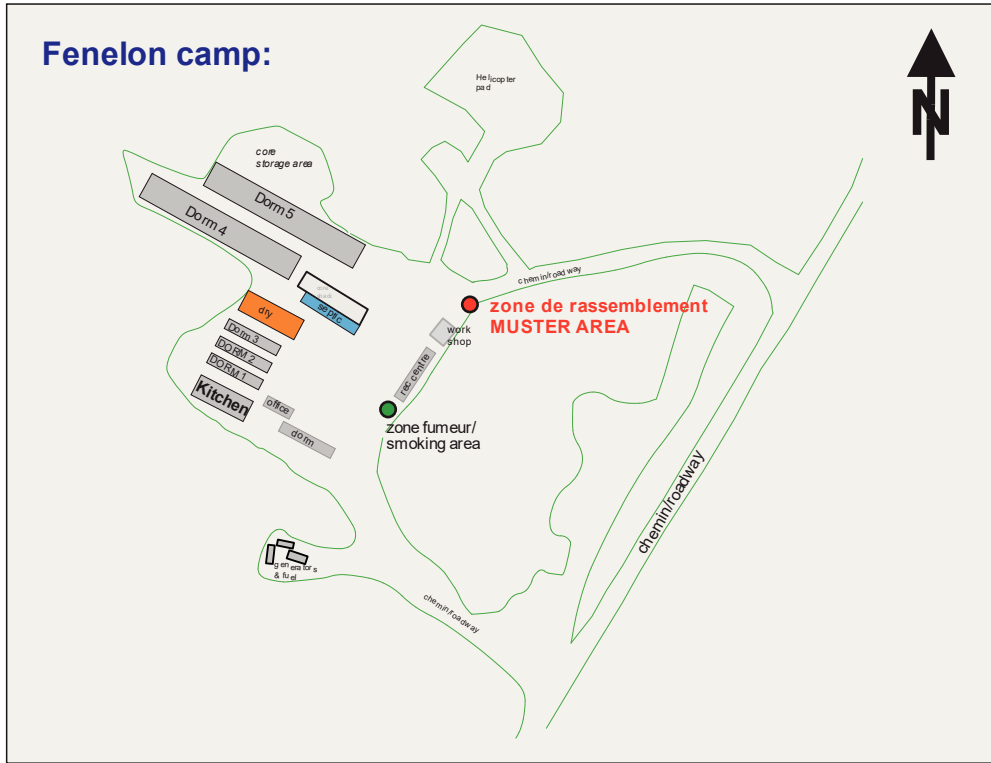 Fenelon camp:
Helicopter
pad
N
core
storage area
Dorm 5
Dorm 4
chemin/roadway
septic
dry
zone de rassemblement
MUSTER AREA
work
shop
Dorm 3
DORM 2
DORM 1
rec centre
Kitchen
office
dorm
zone fumeur/
smoking area
chemin/roadway
generators
& fuel
chemin/roadway